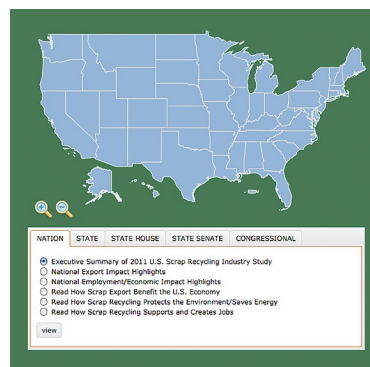 NATION STATE STATE HOUSE STATE SENATE CONGRESSIONAL
Executive Summary of 2011 U.S. Scrap Recycling Industry Study
National Export Impact Highlights
National Employment/Economic Impact Highlights
Read How Scrap Export Benefit the U.S. Economy
Read How Scrap Recycling Protects the Environment/Saves Energy
Read How Scrap Recycling Supports and Creates Jobs
view